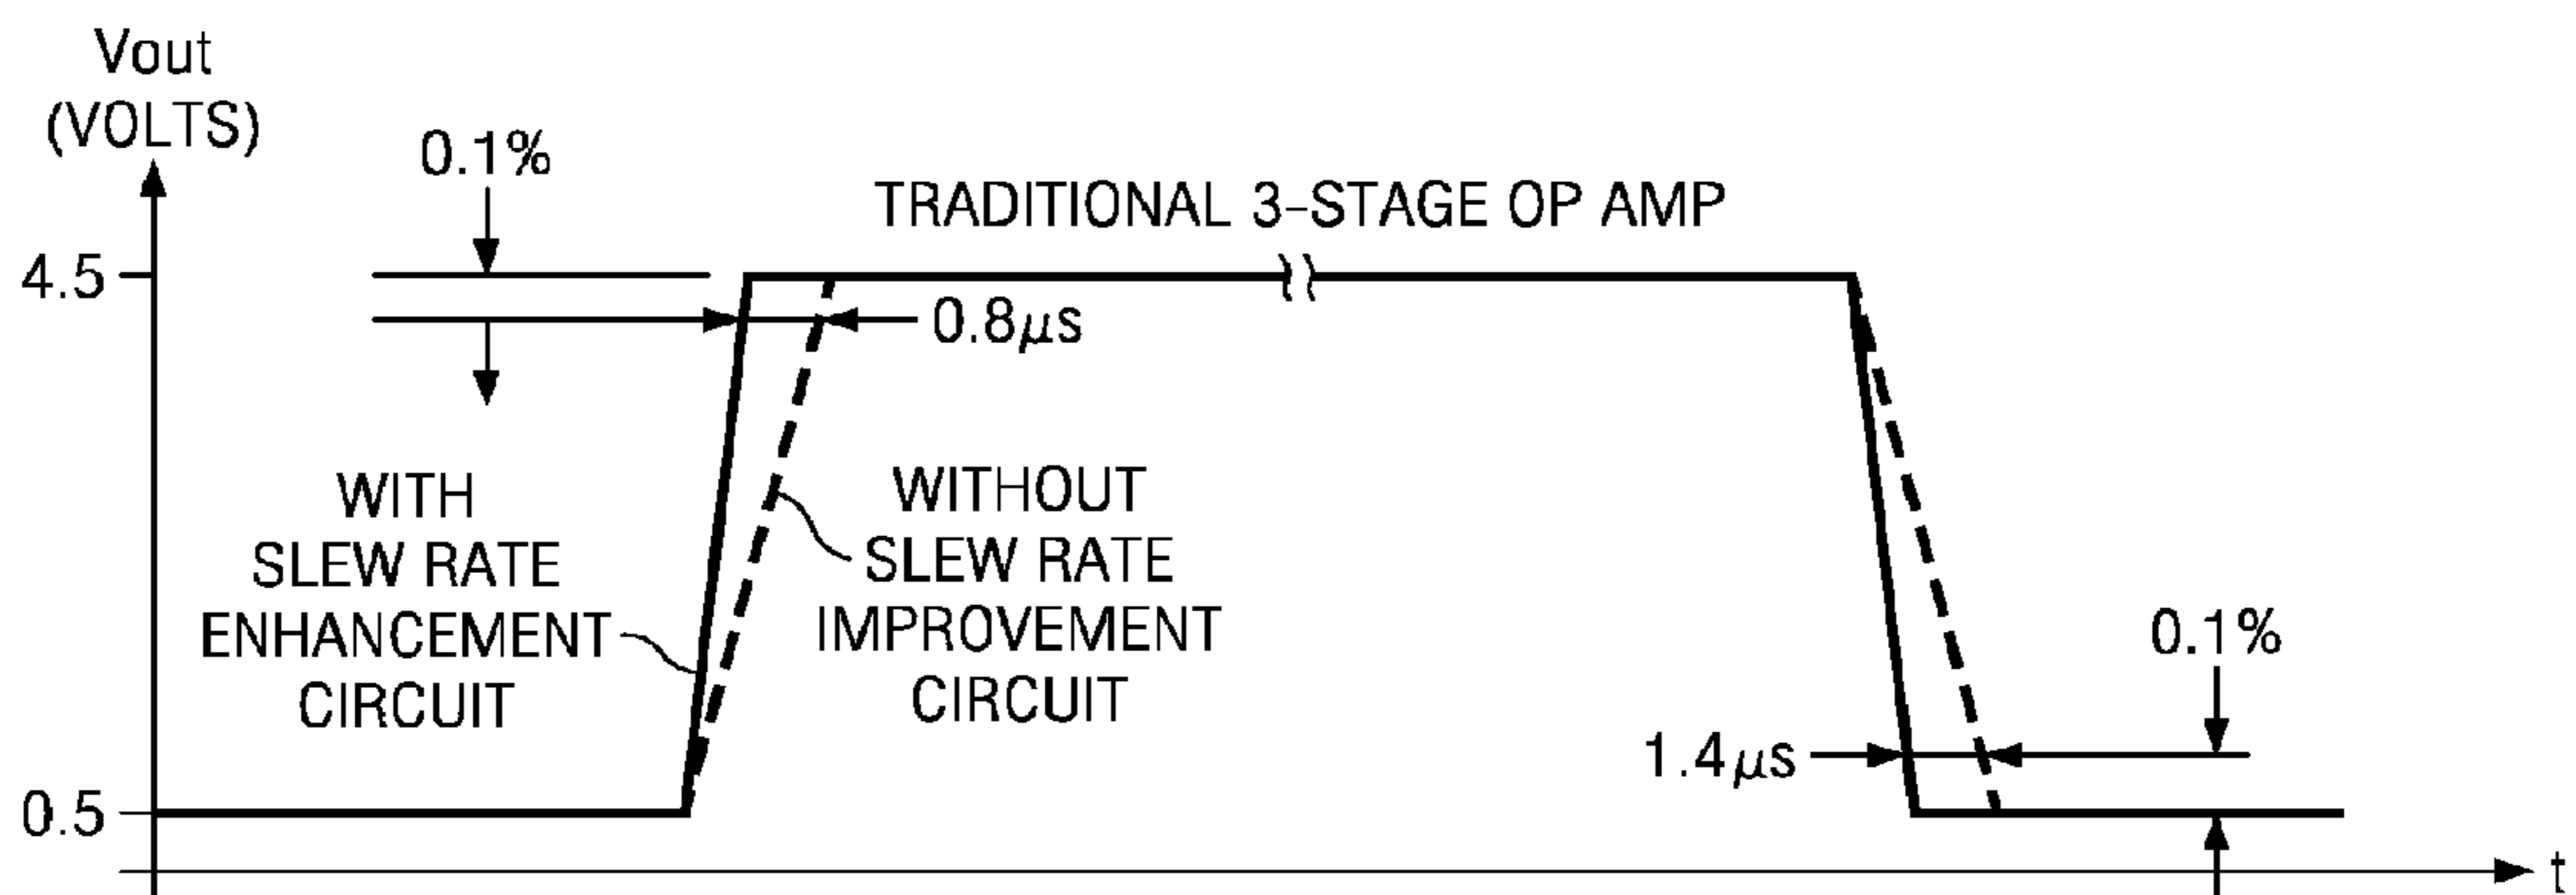 Vout
(VOLTS)
0.1%
TRADITIONAL 3-STAGE OP AMP
4.5
0.8μs
WITH
SLEW RATE
ENHANCEMENT
CIRCUIT
WITHOUT
SLEW RATE
IMPROVEMENT
CIRCUIT
0.1%
1.4μs
0.5
t